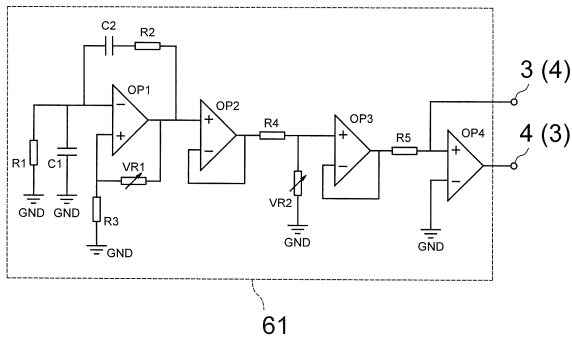 C2 R2
OP1
OP2
OP3
OP4
3 (4)
4 (3)
R4
R5
R1
C1
VR1
VR2
R3
GND GND
GND
GND
GND
61